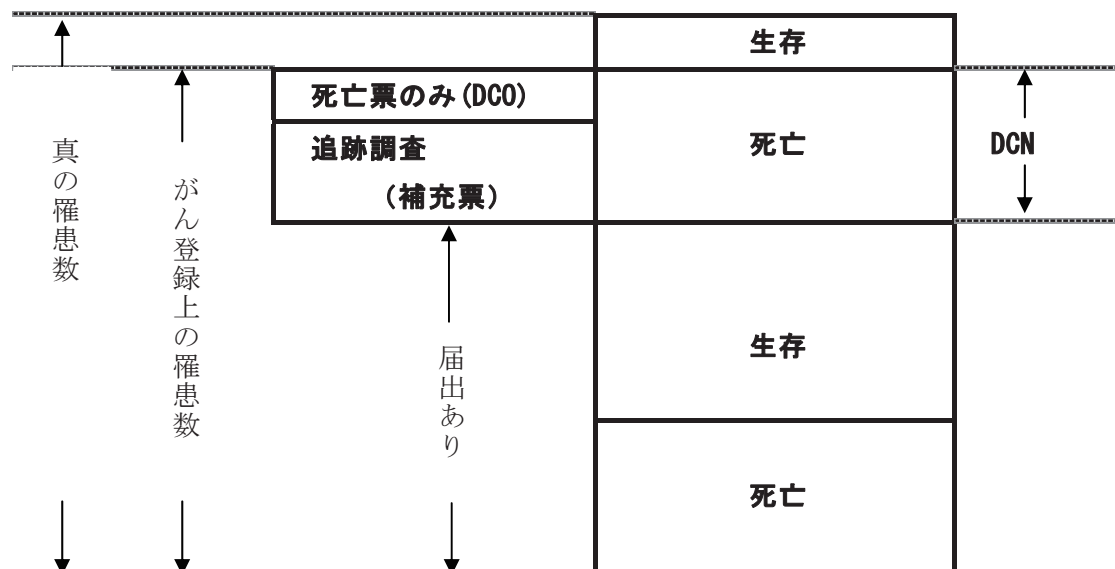 生存
死亡票のみ(DCO)
追跡調査
(補充票)
死亡
DCN
真の罹患数
がん登録上の罹患数
届出あり
生存
死亡